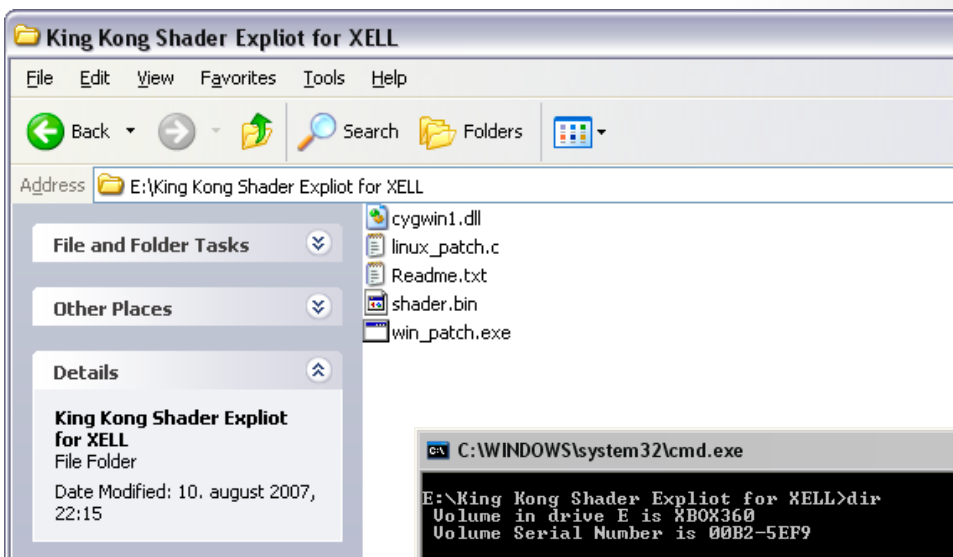 King Kong Shader Expliot for XELL
File Edit View Favorites Tools Help
Back Search Folders
Address E:\King Kong Shader Expliot for XELL
File and Folder Tasks
Other Places
Details
King Kong Shader Expliot
for XELL
File Folder
Date Modified: 10. august 2007,
22:15
cygwin1.dll
linux_patch.c
Readme.txt
shader.bin
win_patch.exe
C:\WINDOWS\system32\cmd.exe
E:\King Kong Shader Expliot for XELL>dir
Volume in drive E is XBOX360
Volume Serial Number is 00B2-5EF9